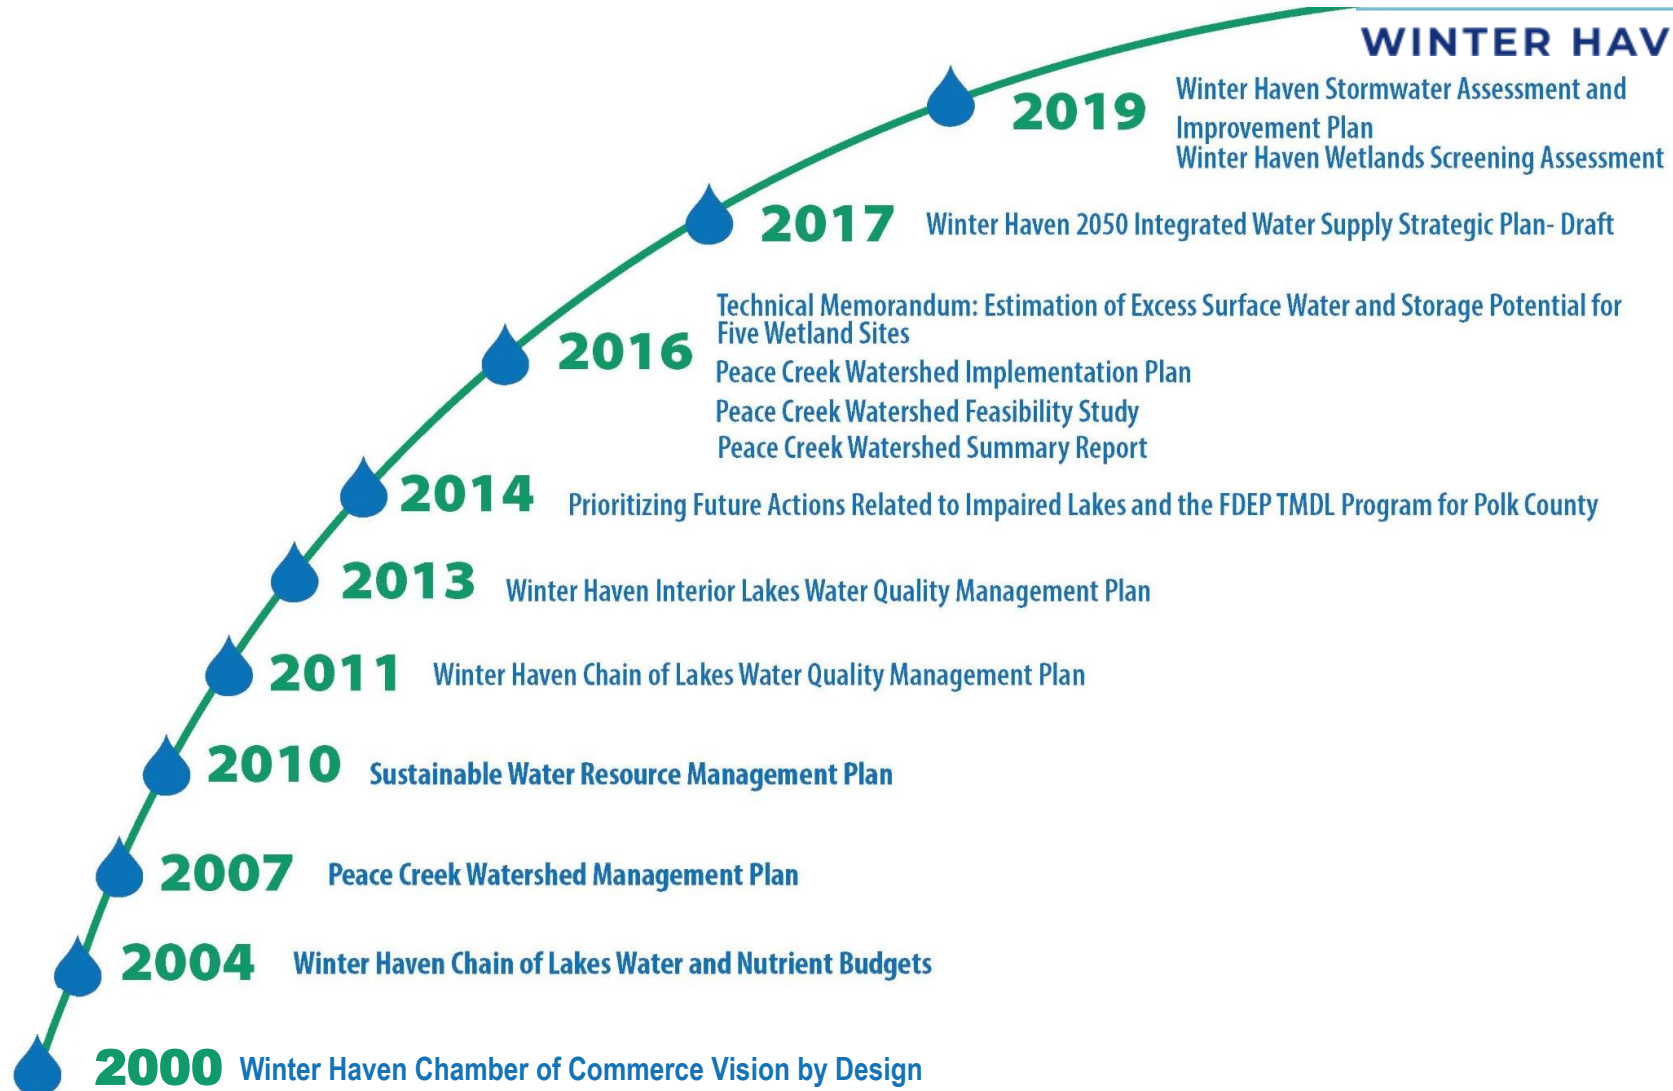 WINTER HAV
2019 Winter Haven Stormwater Assessment and
Improvement Plan
Winter Haven Wetlands Screening Assessment
2017 Winter Haven 2050 Integrated Water Supply Strategic Plan- Draft
2016 Technical Memorandum: Estimation of Excess Surface Water and Storage Potential for
Five Wetland Sites
Peace Creek Watershed Implementation Plan
Peace Creek Watershed Feasibility Study
Peace Creek Watershed Summary Report
2014 Prioritizing Future Actions Related to Impaired Lakes and the FDEP TMDL Program for Polk County
2013 Winter Haven Interior Lakes Water Quality Management Plan
2011 Winter Haven Chain of Lakes Water Quality Management Plan
2010 Sustainable Water Resource Management Plan
2007 Peace Creek Watershed Management Plan
2004 Winter Haven Chain of Lakes Water and Nutrient Budgets
2000 Winter Haven Chamber of Commerce Vision by Design